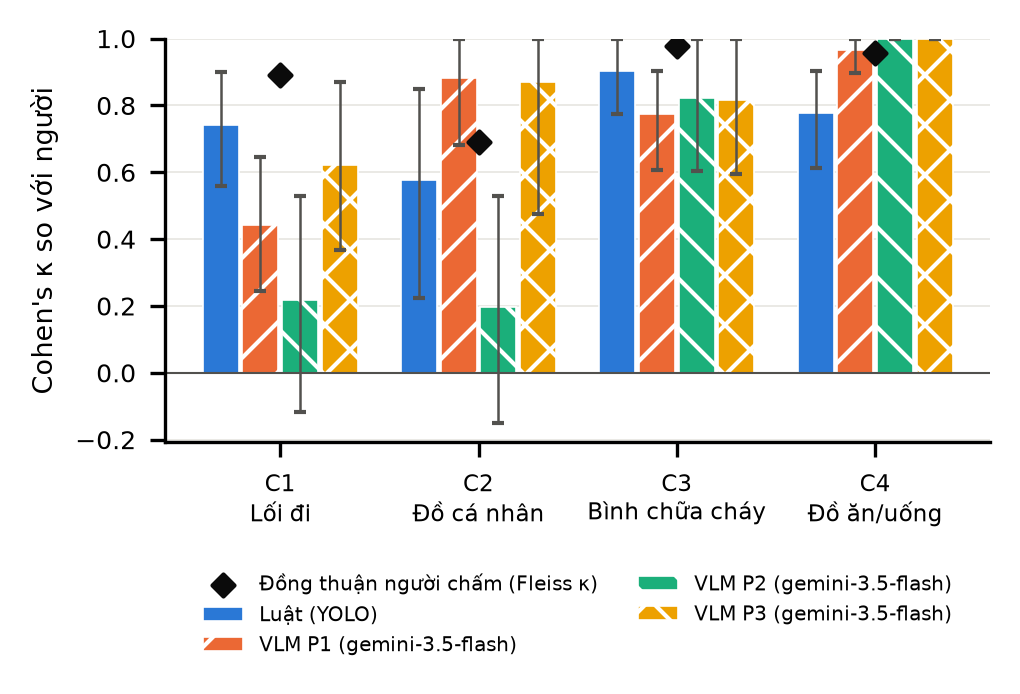 1.0
0.8
0.6
0.4
0.2
0.0
−0.2
Cohen's κ so với người
C1
Lối đi
C2
Đồ cá nhân
C3
Bình chữa cháy
C4
Đồ ăn/uống
Đồng thuận người chấm (Fleiss κ)
Luật (YOLO)
VLM P1 (gemini-3.5-flash)
VLM P2 (gemini-3.5-flash)
VLM P3 (gemini-3.5-flash)